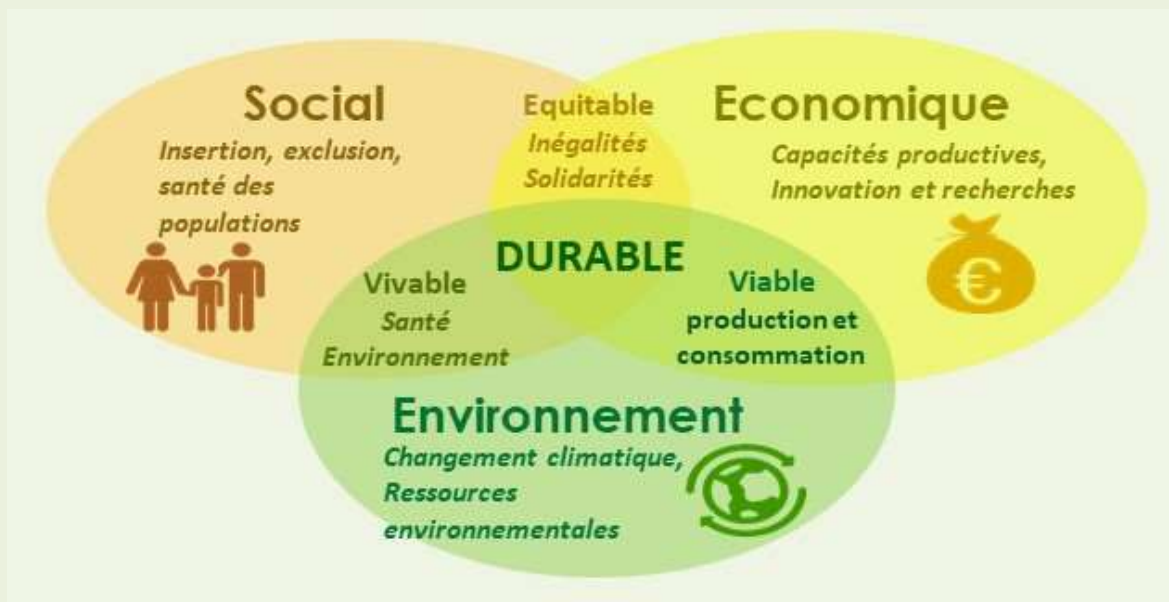 Social
Insertion, exclusion,
santé des
populations
Equitable
Inégalités
Solidarités
Economique
Capacités productives,
Innovation et recherches
€
DURABLE
Vivable
Santé
Environnement
Viable
production et
consommation
Environnement
Changement climatique,
Ressources
environnementales